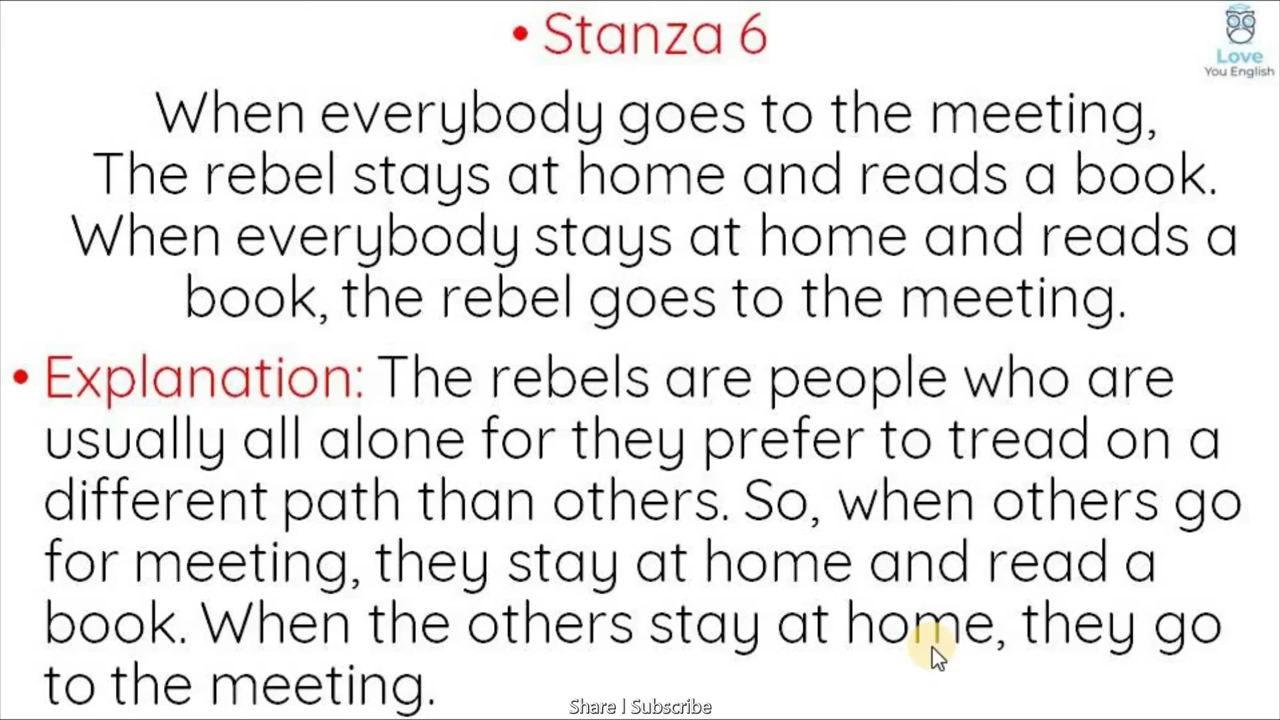 • Stanza 6
Love
You English
When everybody goes to the meeting,
The rebel stays at home and reads a book.
When everybody stays at home and reads a
book, the rebel goes to the meeting.
• Explanation: The rebels are people who are
usually all alone for they prefer to tread on a
different path than others. So, when others go
for meeting, they stay at home and read a
book. When the others stay at home, they go
to the meeting.
Share l Subscribe